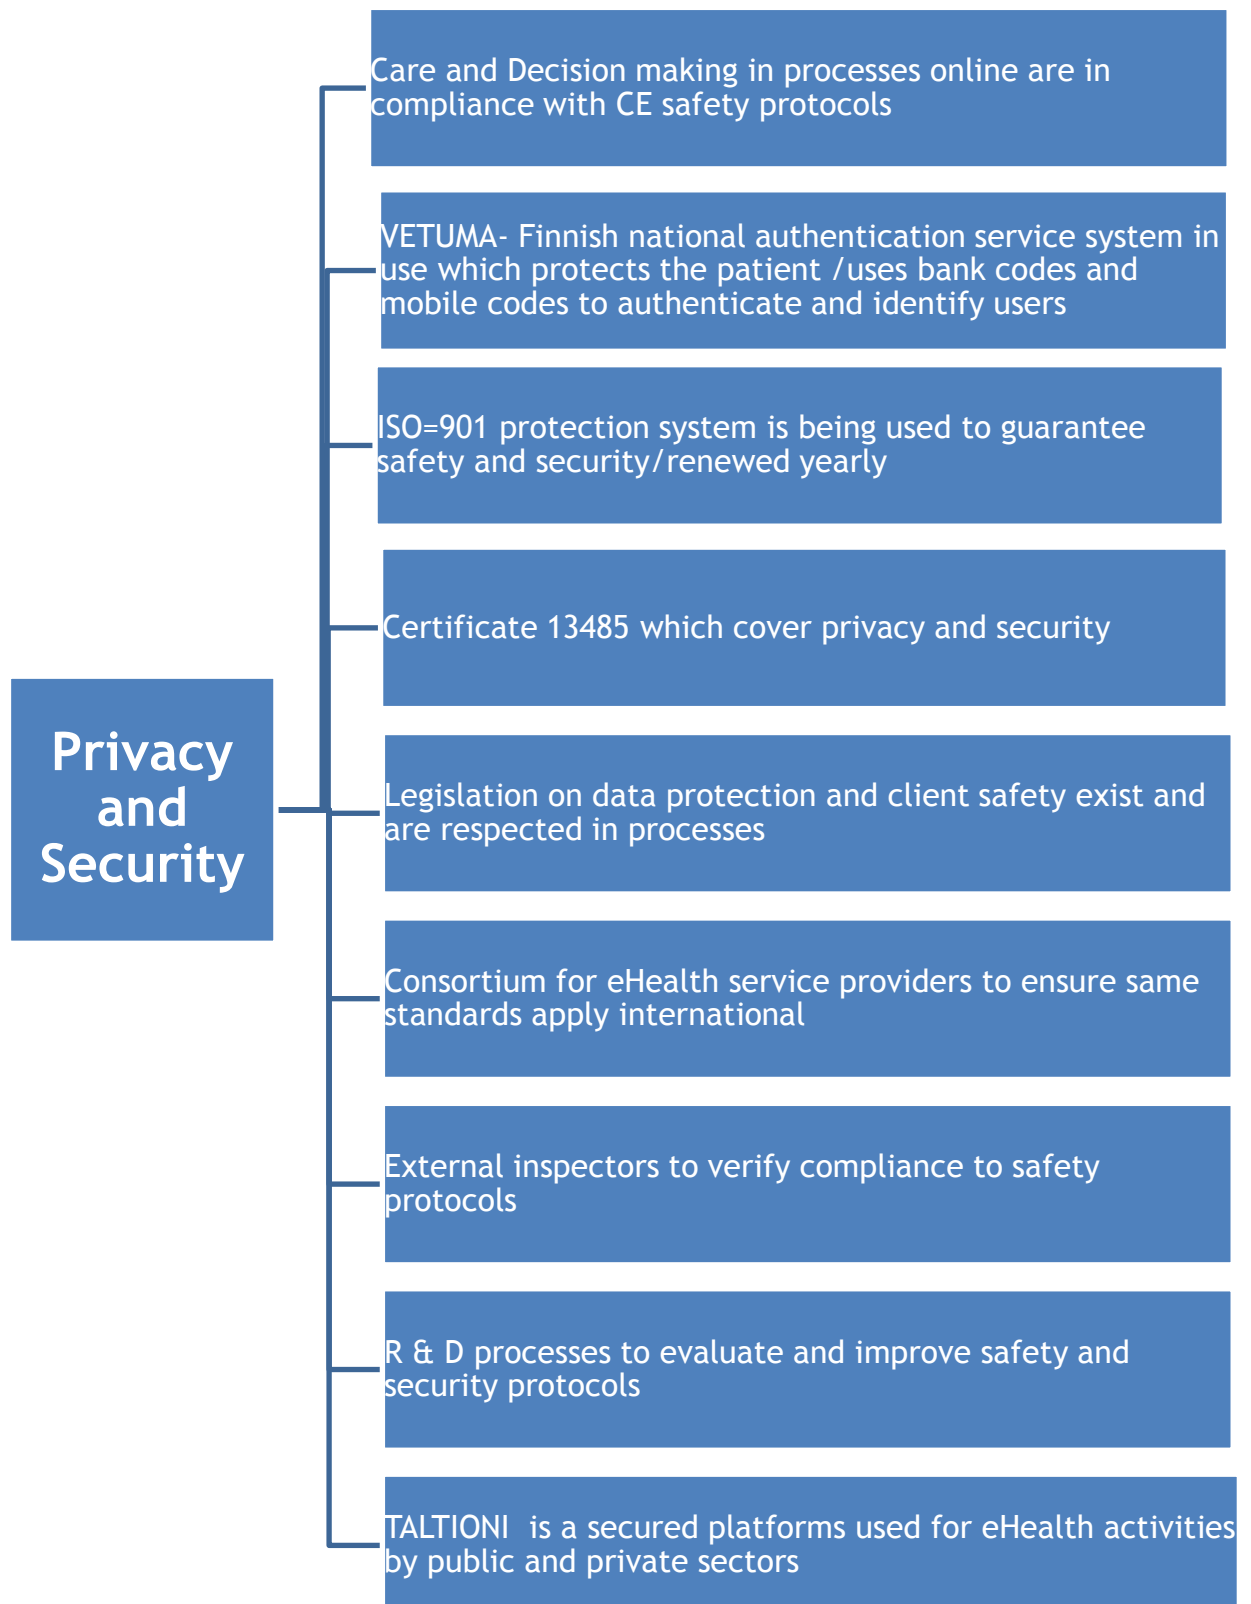 Care and Decision making in processes online are in
compliance with CE safety protocols
VETUMA- Finnish national authentication service system in
use which protects the patient /uses bank codes and
mobile codes to authenticate and identify users
ISO=901 protection system is being used to guarantee
safety and security/renewed yearly
Certificate 13485 which cover privacy and security
Privacy
and
Security
Legislation on data protection and client safety exist and
are respected in processes
Consortium for eHealth service providers to ensure same
standards apply international
External inspectors to verify compliance to safety
protocols
R & D processes to evaluate and improve safety and
security protocols
TALTIONI is a secured platforms used for eHealth activities
by public and private sectors